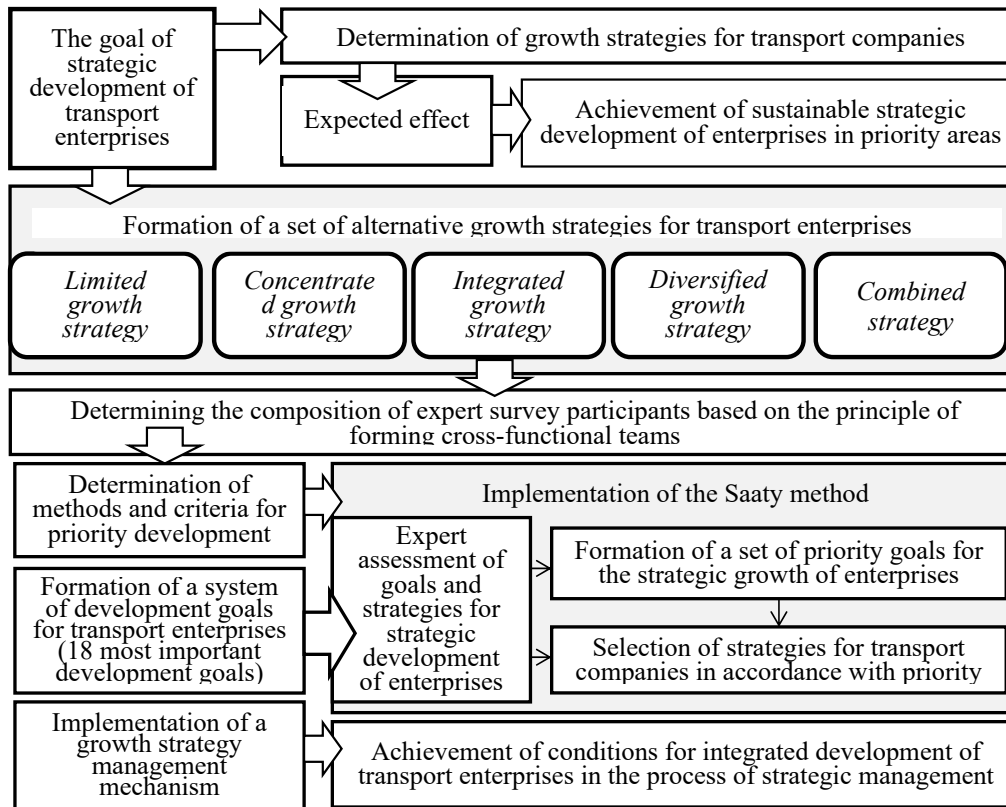 The goal of
strategic
development of
transport
enterprises
Determination of growth strategies for transport companies
Expected effect
Achievement of sustainable strategic
development of enterprises in priority areas
Formation of a set of alternative growth strategies for transport enterprises
Limited
growth
strategy
Concentrate
d growth
strategy
Integrated
growth
strategy
Diversified
growth
strategy
Combined
strategy
Determining the composition of expert survey participants based on the principle of
forming cross-functional teams
Determination of
methods and criteria for
priority development
Implementation of the Saaty method
Formation of a system
of development goals
for transport enterprises
(18 most important
development goals)
Expert
assessment of
goals and
strategies for
strategic
development
of enterprises
Formation of a set of priority goals for
the strategic growth of enterprises
Selection of strategies for transport
companies in accordance with priority
Implementation of a
growth strategy
management
mechanism
Achievement of conditions for integrated development of
transport enterprises in the process of strategic management